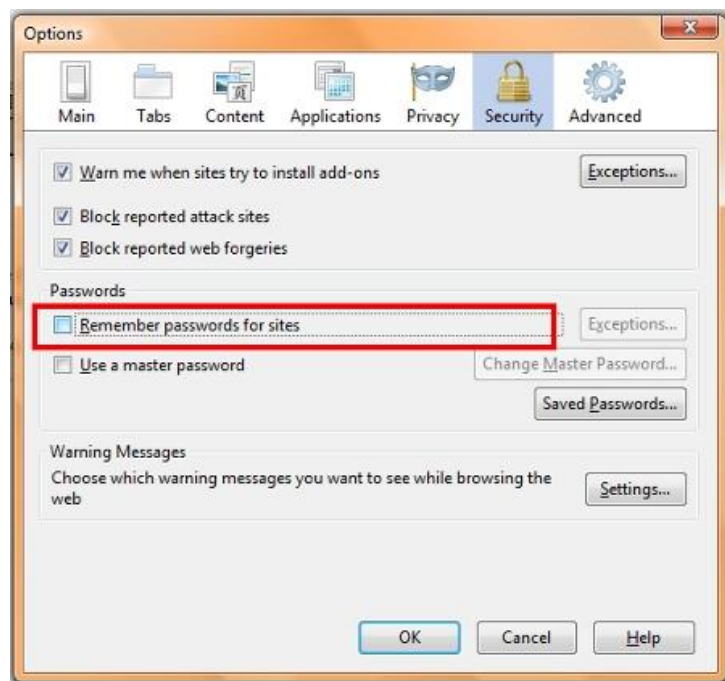 Options
Main Tabs Content Applications Privacy Security Advanced
Warn me when sites try to install add-ons Exceptions...
Block reported attack sites
Block reported web forgeries
Passwords
Remember passwords for sites Exceptions...
Use a master password Change Master Password...
Saved Passwords...
Warning Messages
Choose which warning messages you want to see while browsing the
web
Settings...
OK Cancel Help